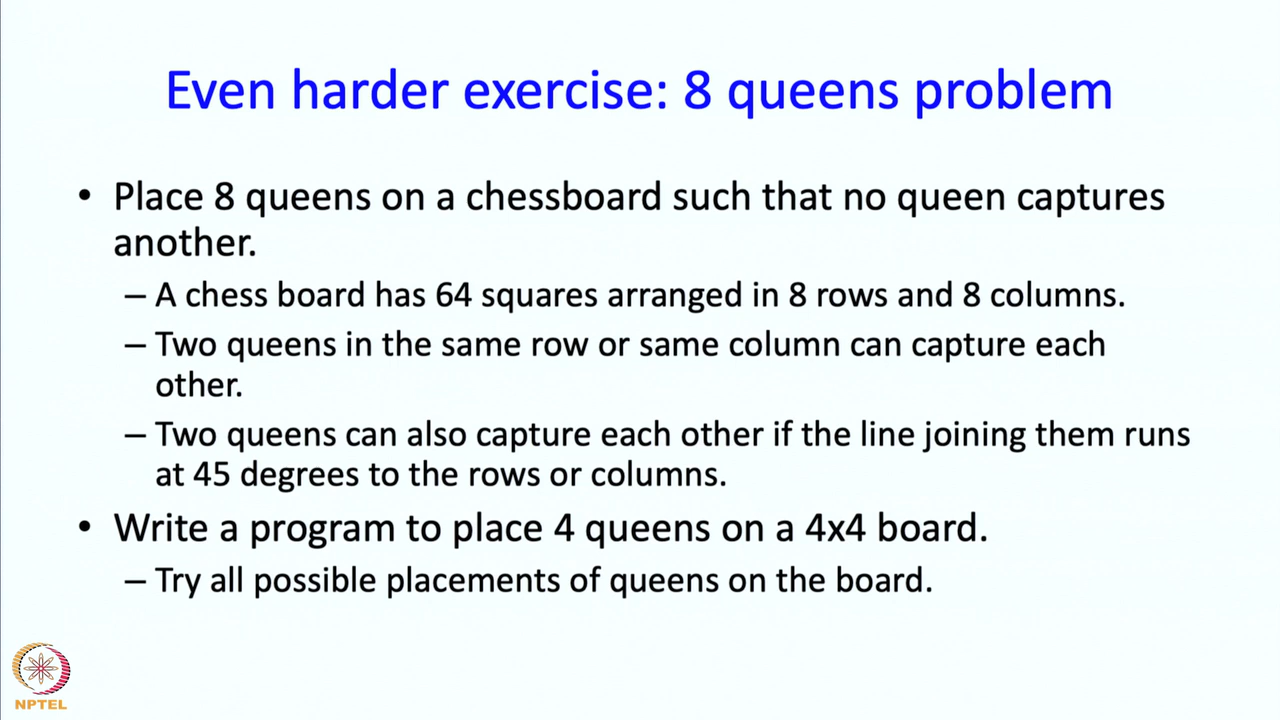 Even harder exercise: 8 queens problem
• Place 8 queens on a chessboard such that no queen captures
another.
– A chess board has 64 squares arranged in 8 rows and 8 columns.
– Two queens in the same row or same column can capture each
other.
– Two queens can also capture each other if the line joining them runs
at 45 degrees to the rows or columns.
• Write a program to place 4 queens on a 4x4 board.
– Try all possible placements of queens on the board.
NPTEL